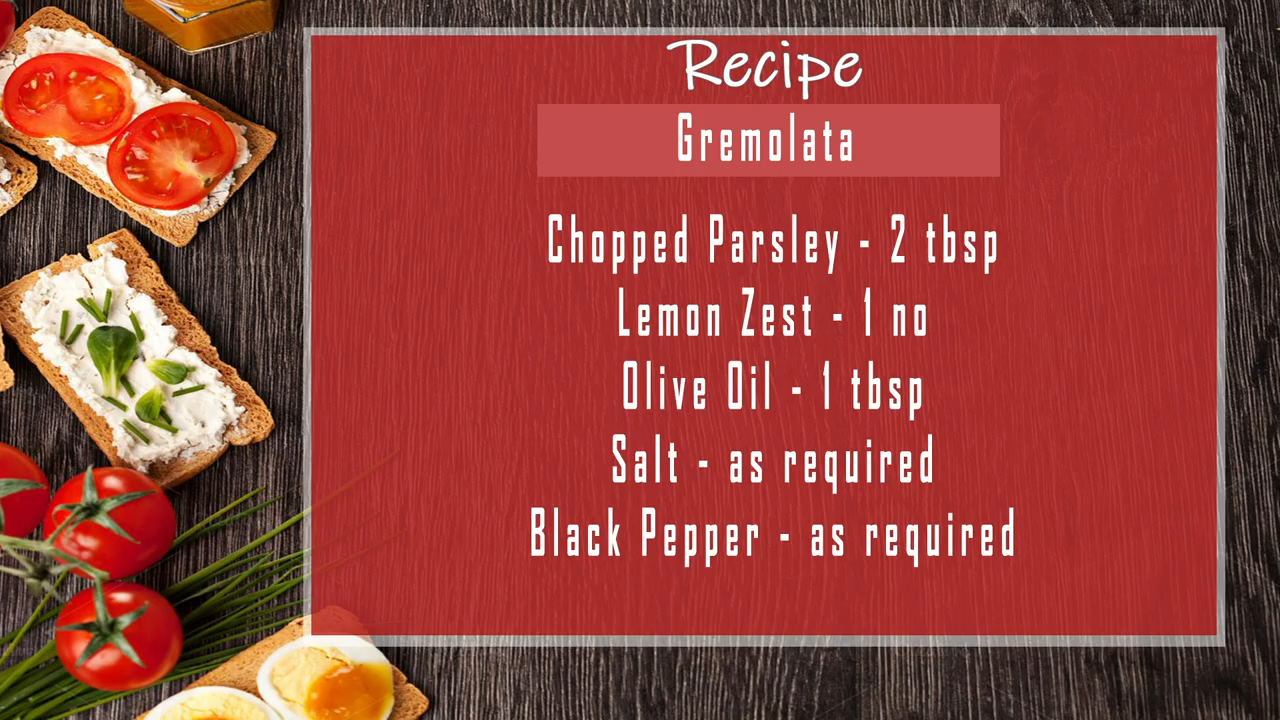 Recipe
Gremolata
Chopped Parsley - 2 tbsp
Lemon Zest - 1 no
Olive Oil - 1 tbsp
Salt - as required
Black Pepper - as required